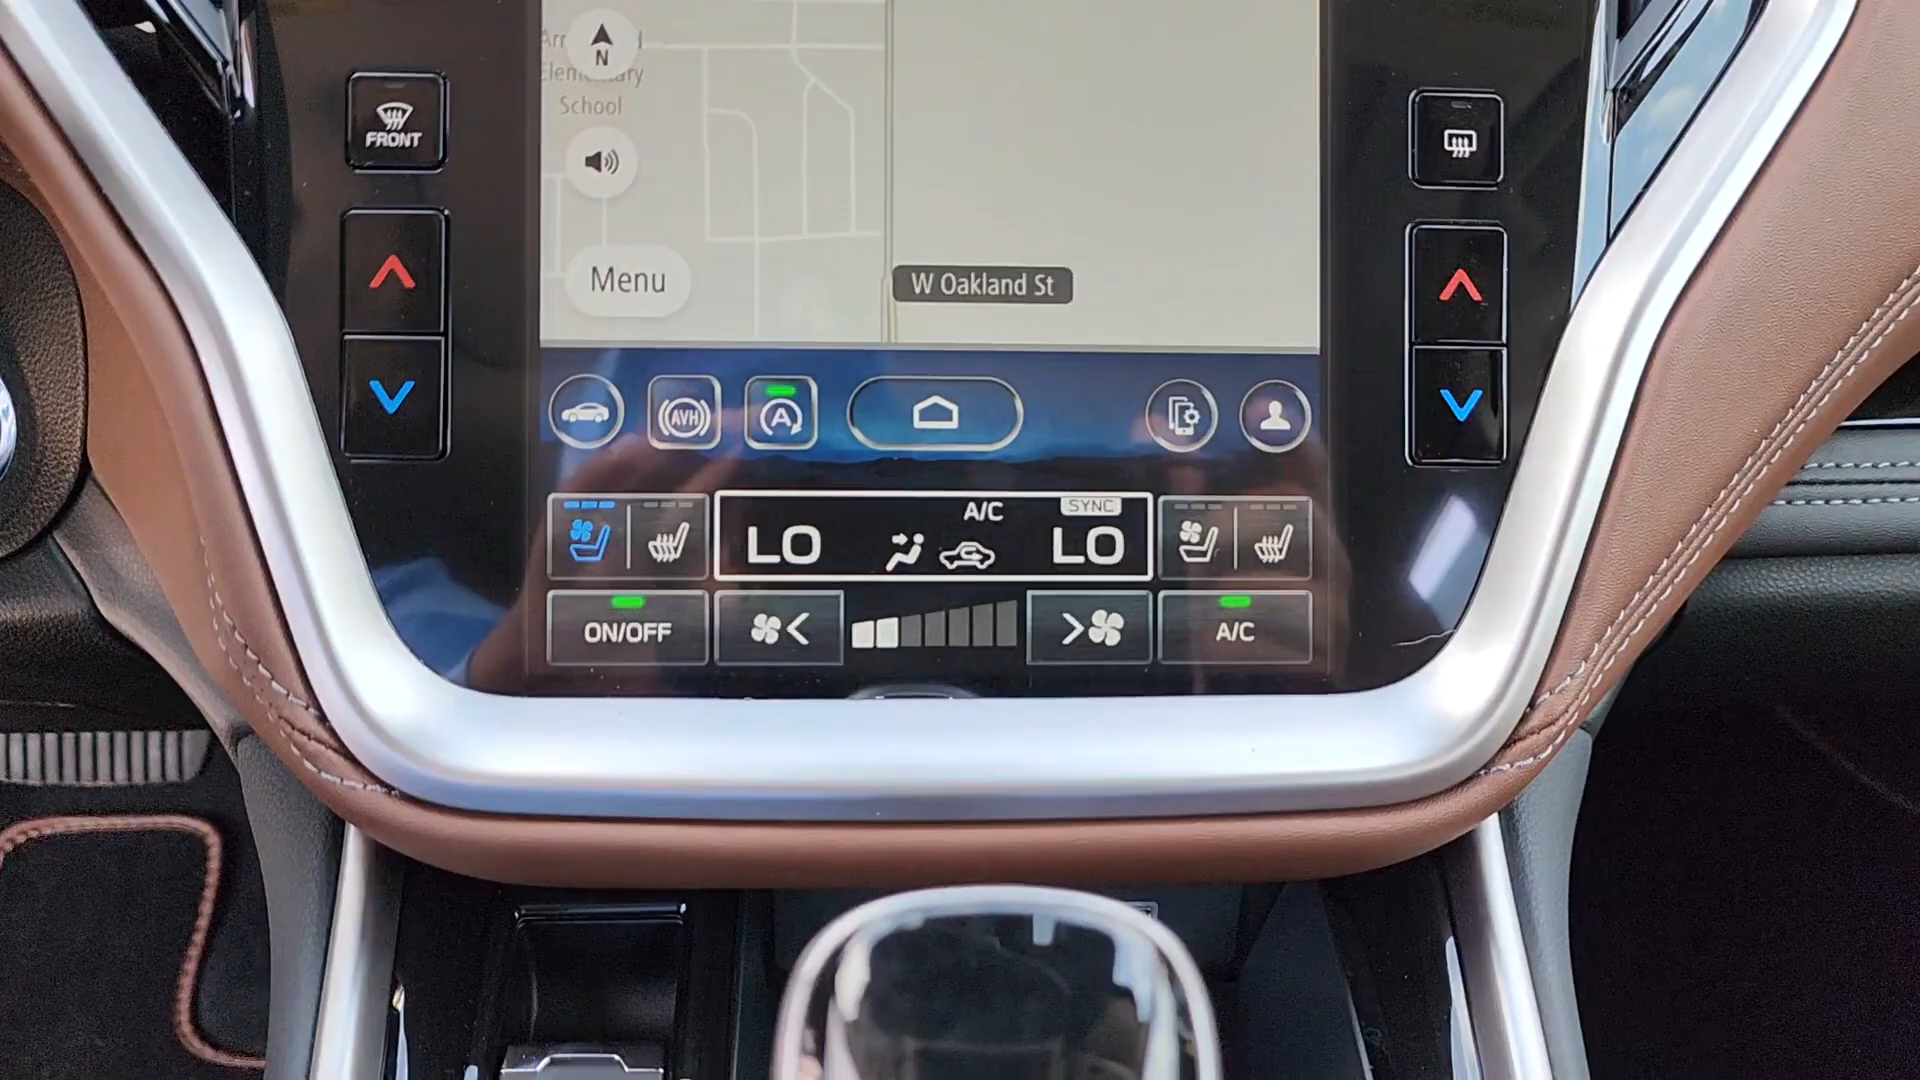 N
School
FRONT
Menu
W Oakland St
AVH
A
A/C
SYNC
LO
LO
ON/OFF
A/C